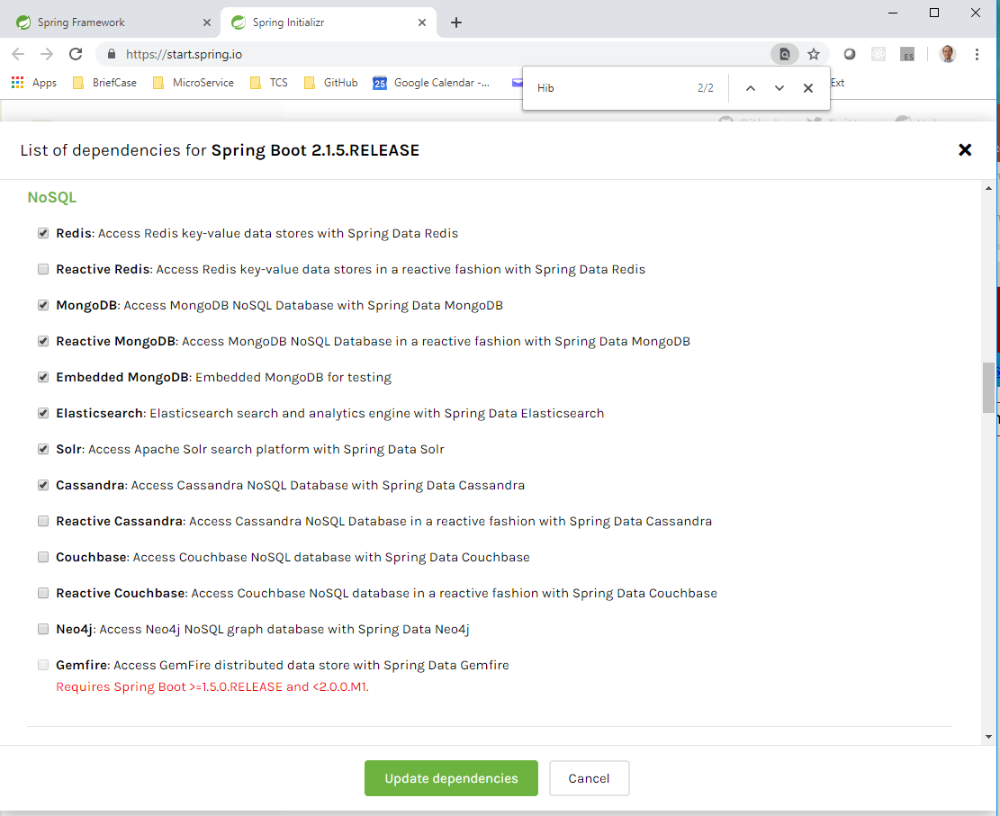 Spring Framework
Spring Initializr
https://start.spring.io
Apps BriefCase MicroService TCS GitHub 25 Google Calendar -... Ext
Hib 2/2
ES
List of dependencies for Spring Boot 2.1.5.RELEASE
NoSQL
Redis: Access Redis key-value data stores with Spring Data Redis
Reactive Redis: Access Redis key-value data stores in a reactive fashion with Spring Data Redis
MongoDB: Access MongoDB NoSQL Database with Spring Data MongoDB
Reactive MongoDB: Access MongoDB NoSQL Database in a reactive fashion with Spring Data MongoDB
Embedded MongoDB: Embedded MongoDB for testing
Elasticsearch: Elasticsearch search and analytics engine with Spring Data Elasticsearch
Solr: Access Apache Solr search platform with Spring Data Solr
Cassandra: Access Cassandra NoSQL Database with Spring Data Cassandra
Reactive Cassandra: Access Cassandra NoSQL Database in a reactive fashion with Spring Data Cassandra
Couchbase: Access Couchbase NoSQL database with Spring Data Couchbase
Reactive Couchbase: Access Couchbase NoSQL database in a reactive fashion with Spring Data Couchbase
Neo4j: Access Neo4j NoSQL graph database with Spring Data Neo4j
Gemfire: Access GemFire distributed data store with Spring Data Gemfire
Requires Spring Boot >=1.5.0.RELEASE and <2.0.0.M1.
Update dependencies
Cancel